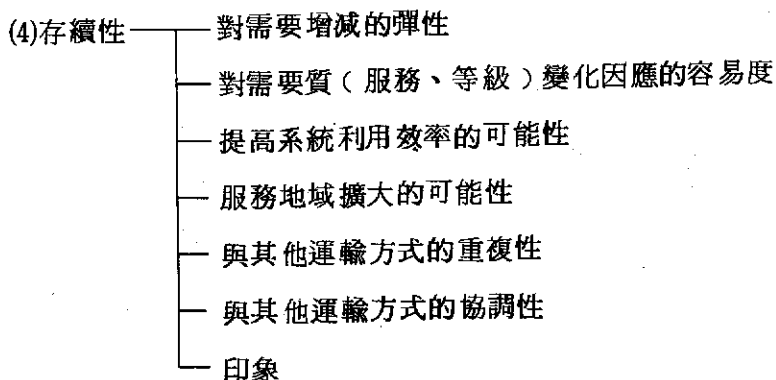 (4)存續性
對需要增減的彈性
對需要質（服務、等級）變化因應的容易度
提高系統利用效率的可能性
服務地域擴大的可能性
與其他運輸方式的重複性
與其他運輸方式的協調性
印象